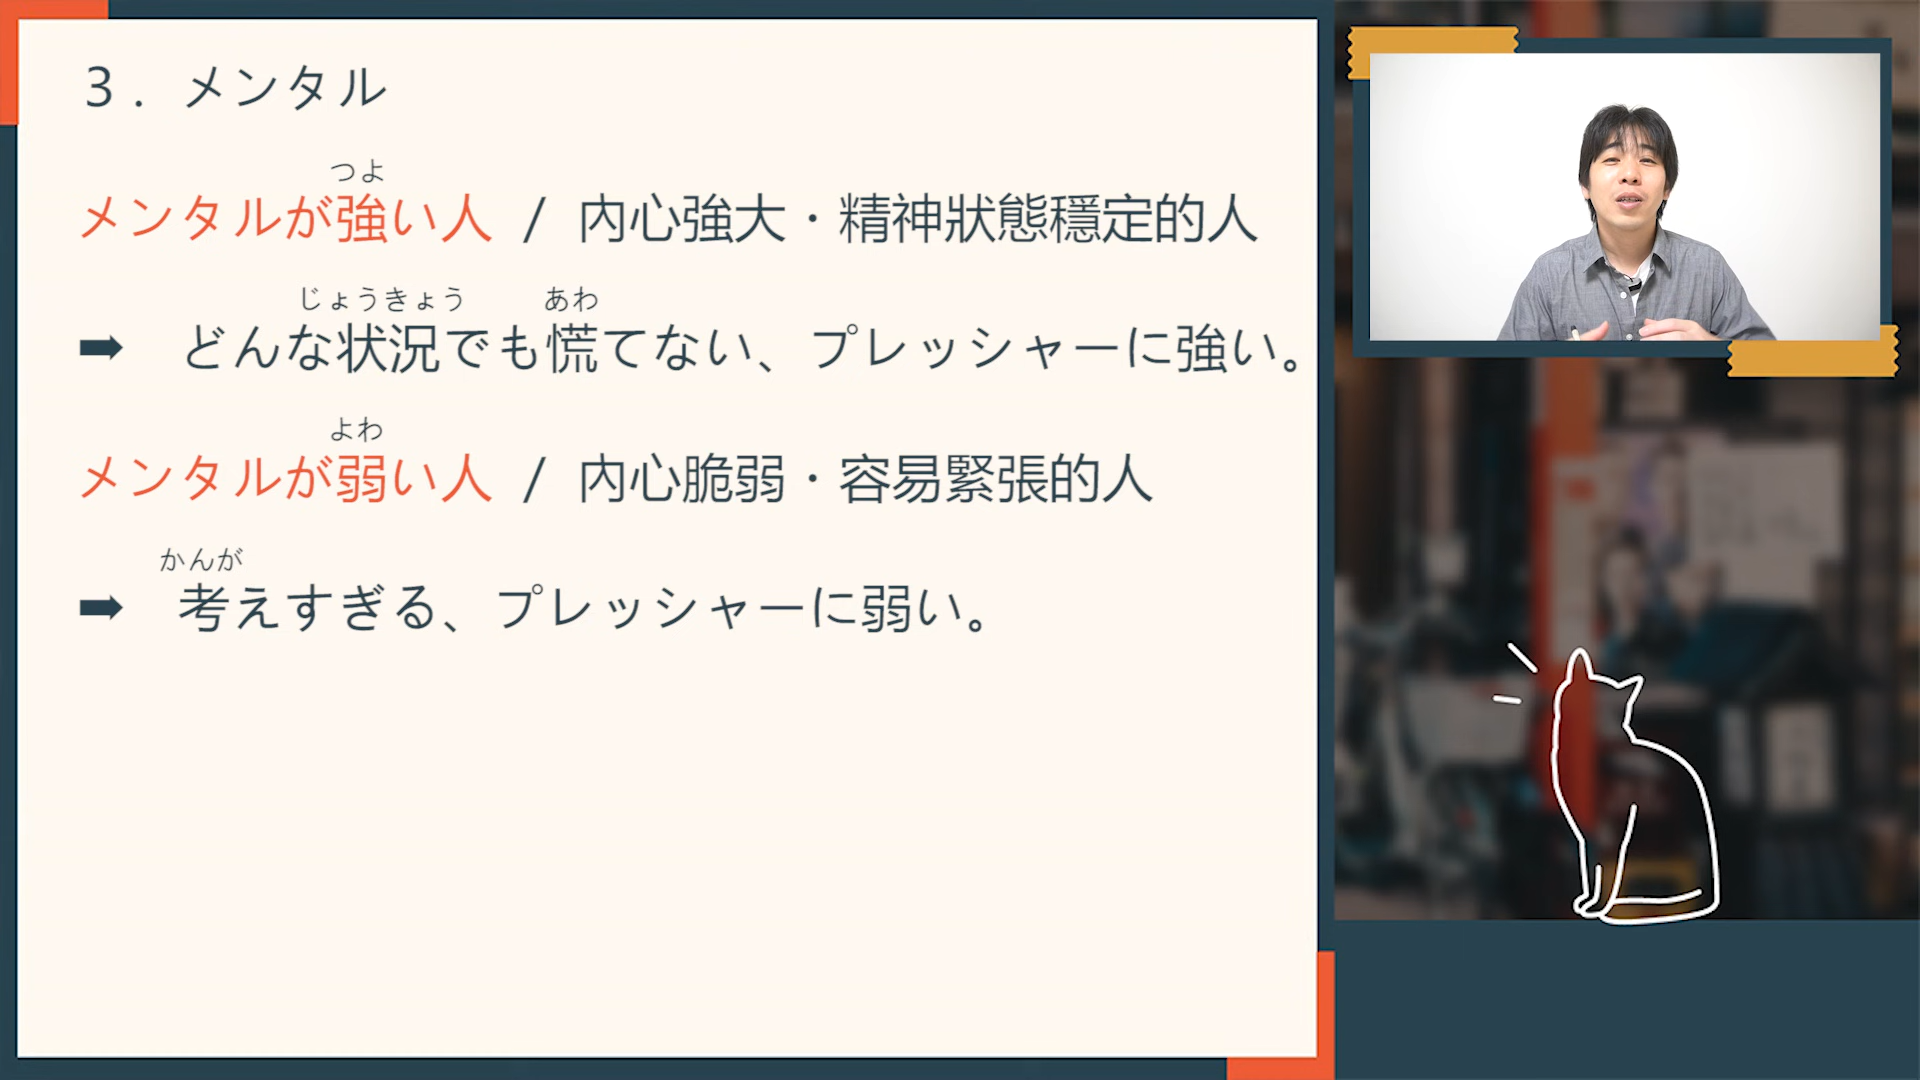 ３．メンタル
つよ
メンタルが強い人 / 內心強大・精神狀態穩定的人
じょうきょう あわ
➡ どんな状況でも慌てない、プレッシャーに強い。
よわ
メンタルが弱い人 / 內心脆弱・容易緊張的人
かんが
➡ 考えすぎる、プレッシャーに弱い。